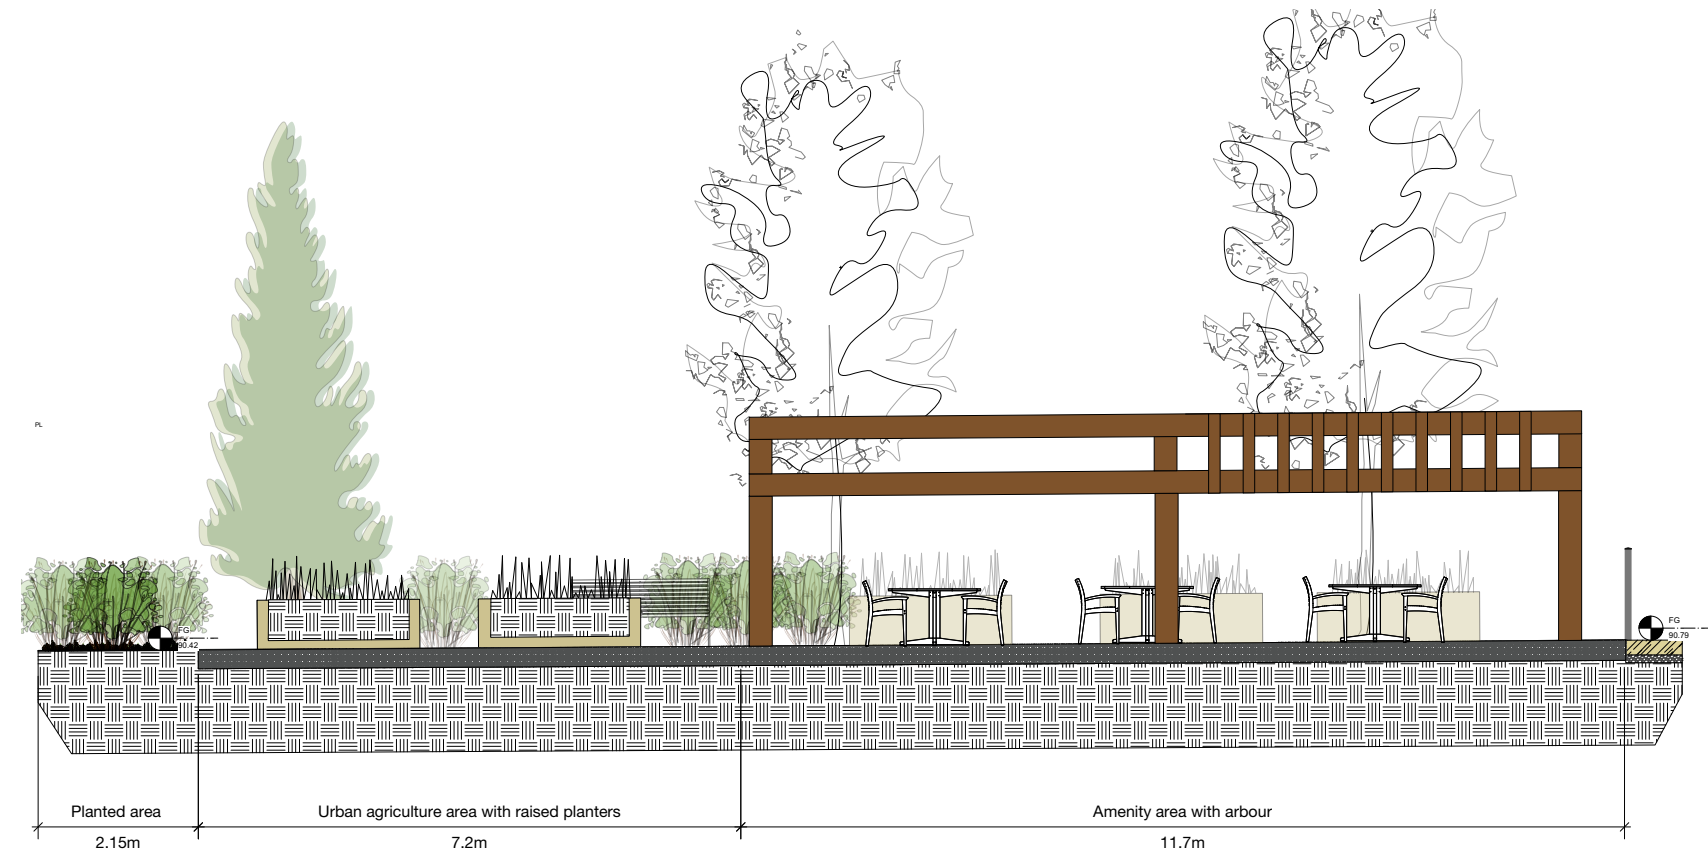 PL
FG
90.42
FG
90.79
Planted area
Urban agriculture area with raised planters
Amenity area with arbour
2.15m
7.2m
11.7m